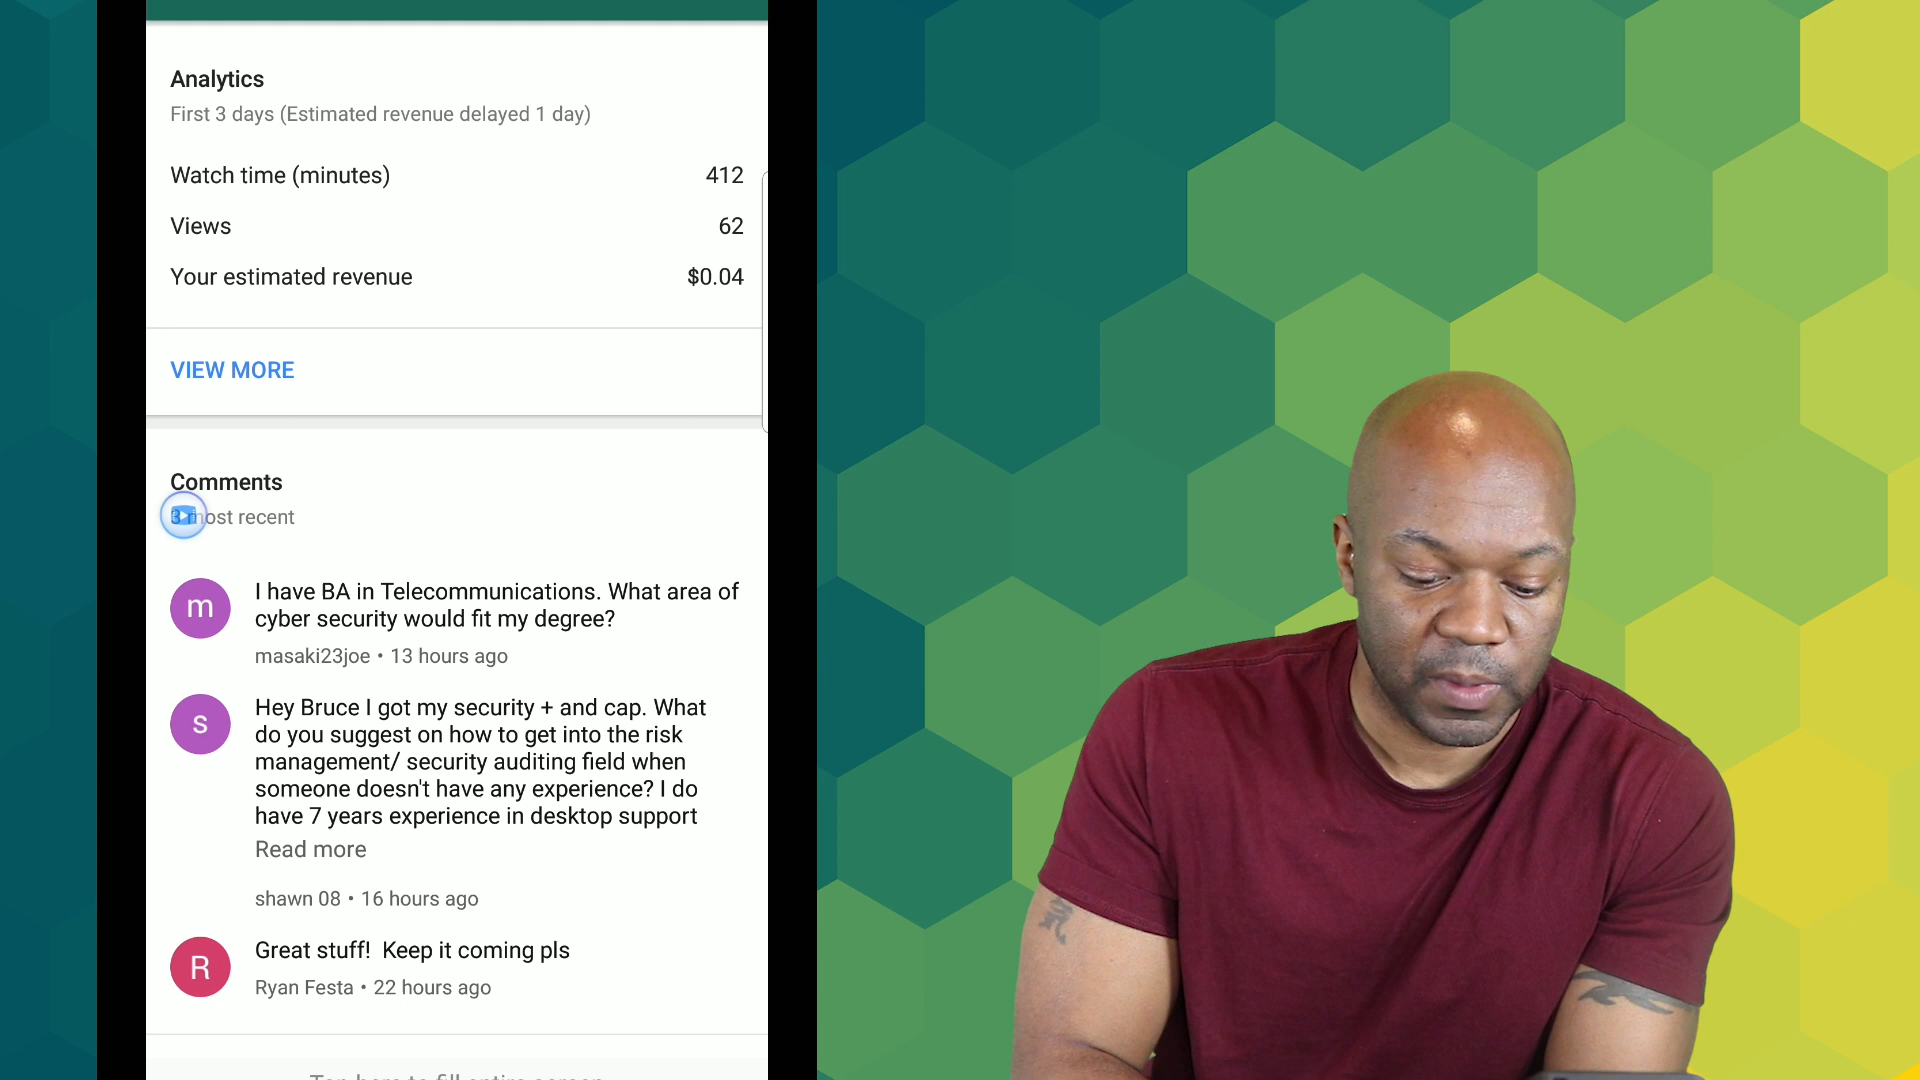 Analytics
First 3 days (Estimated revenue delayed 1 day)
Watch time (minutes) 412
Views 62
Your estimated revenue $0.04
VIEW MORE
Comments
most recent
m
I have BA in Telecommunications. What area of
cyber security would fit my degree?
masaki23joe • 13 hours ago
s
Hey Bruce I got my security + and cap. What
do you suggest on how to get into the risk
management/ security auditing field when
someone doesn't have any experience? I do
have 7 years experience in desktop support
Read more
shawn 08 • 16 hours ago
R
Great stuff!  Keep it coming pls
Ryan Festa • 22 hours ago